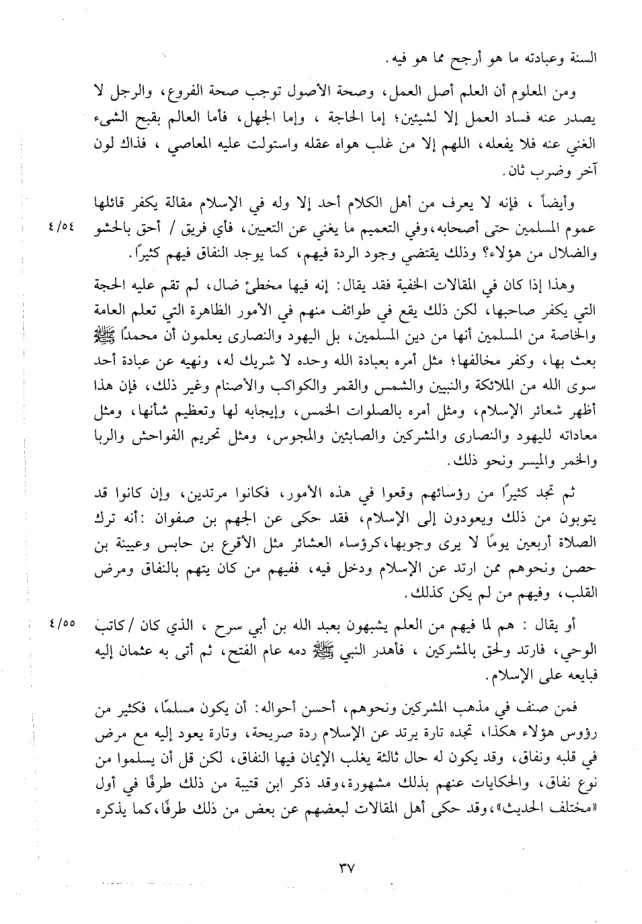 السنة وعبادته ما هو أرجح مما هو فيه.
ومن المعلوم أن العلم أصل العمل، وصحة الأصول توجب صحة الفروع، والرجل لا
يصدر عنه فساد العمل إلا لشيئين؛ إما الحاجة ، وإما الجهل، فأما العالم بقبح الشىء
الغني عنه فلا يفعله، اللهم إلا من غلب هواه عقله واستولت عليه المعاصي ، فذاك لون
آخر وضرب ثان.
وأيضاً ، فإنه لا يعرف من أهل الكلام أحد إلا وله في الإسلام مقالة يكفر قائلها
عموم المسلمين حتى أصحابه، وفي التعميم ما يغني عن التعيين، فأي فريق / أحق بالحشو
٤/٥٤
والضلال من هؤلاء؟ وذلك يقتضي وجود الردة فيهم، كما يوجد النفاق فيهم كثيرًا.
وهذا إذا كان في المقالات الخفية فقد يقال: إنه فيها مخطئ ضال، لم تقم عليه الحجة
التي يكفر صاحبها، لكن ذلك يقع في طوائف منهم في الأمور الظاهرة التي تعلم العامة
والخاصة من المسلمين أنها من دين المسلمين، بل اليهود والنصارى يعلمون أن محمدًا ﷺ
بعث بها، وكفر مخالفها؛ مثل أمره بعبادة الله وحده لا شريك له، ونهيه عن عبادة أحد
سوى الله من الملائكة والنبيين والشمس والقمر والكواكب والأصنام وغير ذلك، فإن هذا
أظهر شعائر الإسلام، ومثل أمره بالصلوات الخمس، وإيجابه لها وتعظيم شأنها، ومثل
معاداته لليهود والنصارى والمشركين والصابئين والمجوس، ومثل تحريم الفواحش والربا
والخمر والميسر ونحو ذلك.
ثم تجد كثيرًا من رؤسائهم وقعوا في هذه الأمور، فكانوا مرتدين، وإن كانوا قد
يتوبون من ذلك ويعودون إلى الإسلام، فقد حكى عن الجهم بن صفوان :أنه ترك
الصلاة أربعين يومًا لا يرى وجوبها،كرؤساء العشائر مثل الأقرع بن حابس وعيينة بن
حصن ونحوهم ممن ارتد عن الإسلام ودخل فيه، ففيهم من كان يتهم بالنفاق ومرض
القلب، وفيهم من لم يكن كذلك.
أو يقال : هم لما فيهم من العلم يشبهون بعبد الله بن أبي سرح ، الذي كان / كاتب
٤/٥٥
الوحي، فارتد ولحق بالمشركين ، فأهدر النبي ﷺ دمه عام الفتح، ثم أتى به عثمان إليه
فبايعه على الإسلام.
فمن صنف في مذهب المشركين ونحوهم، أحسن أحواله: أن يكون مسلمًا، فكثير من
رؤوس هؤلاء هكذا، تجده تارة يرتد عن الإسلام ردة صريحة، وتارة يعود إليه مع مرض
في قلبه ونفاق، وقد يكون له حال ثالثة يغلب الإيمان فيها النفاق، لكن قل أن يسلموا من
نوع نفاق، والحكايات عنهم بذلك مشهورة،وقد ذكر ابن قتيبة من ذلك طرفًا في أول
«مختلف الحديث»،وقد حكى أهل المقالات لبعضهم عن بعض من ذلك طرفًا،كما يذكره
٣٧